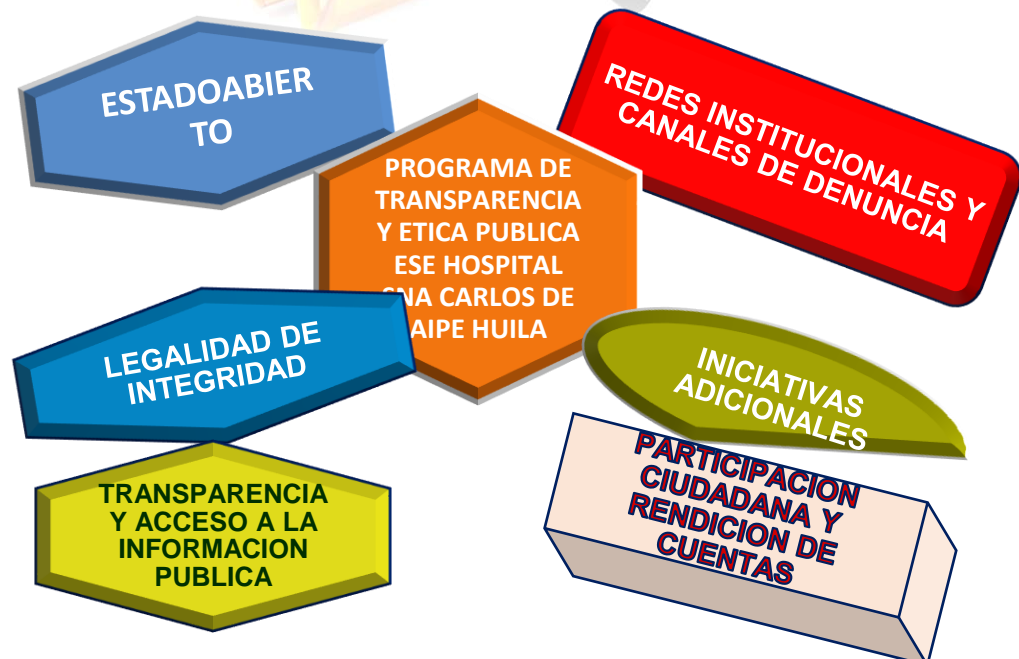 ESTADOABIER
TO
REDES INSTITUCIONALES Y
CANALES DE DENUNCIA
PROGRAMA DE
TRANSPARENCIA
Y ETICA PUBLICA
ESE HOSPITAL
SNA CARLOS DE
AIPE HUILA
LEGALIDAD DE
INTEGRIDAD
INICIATIVAS
ADICIONALES
TRANSPARENCIA
Y ACCESO A LA
INFORMACION
PUBLICA
PARTICIPACION
CIUDADANA Y
RENDICION DE
CUENTAS